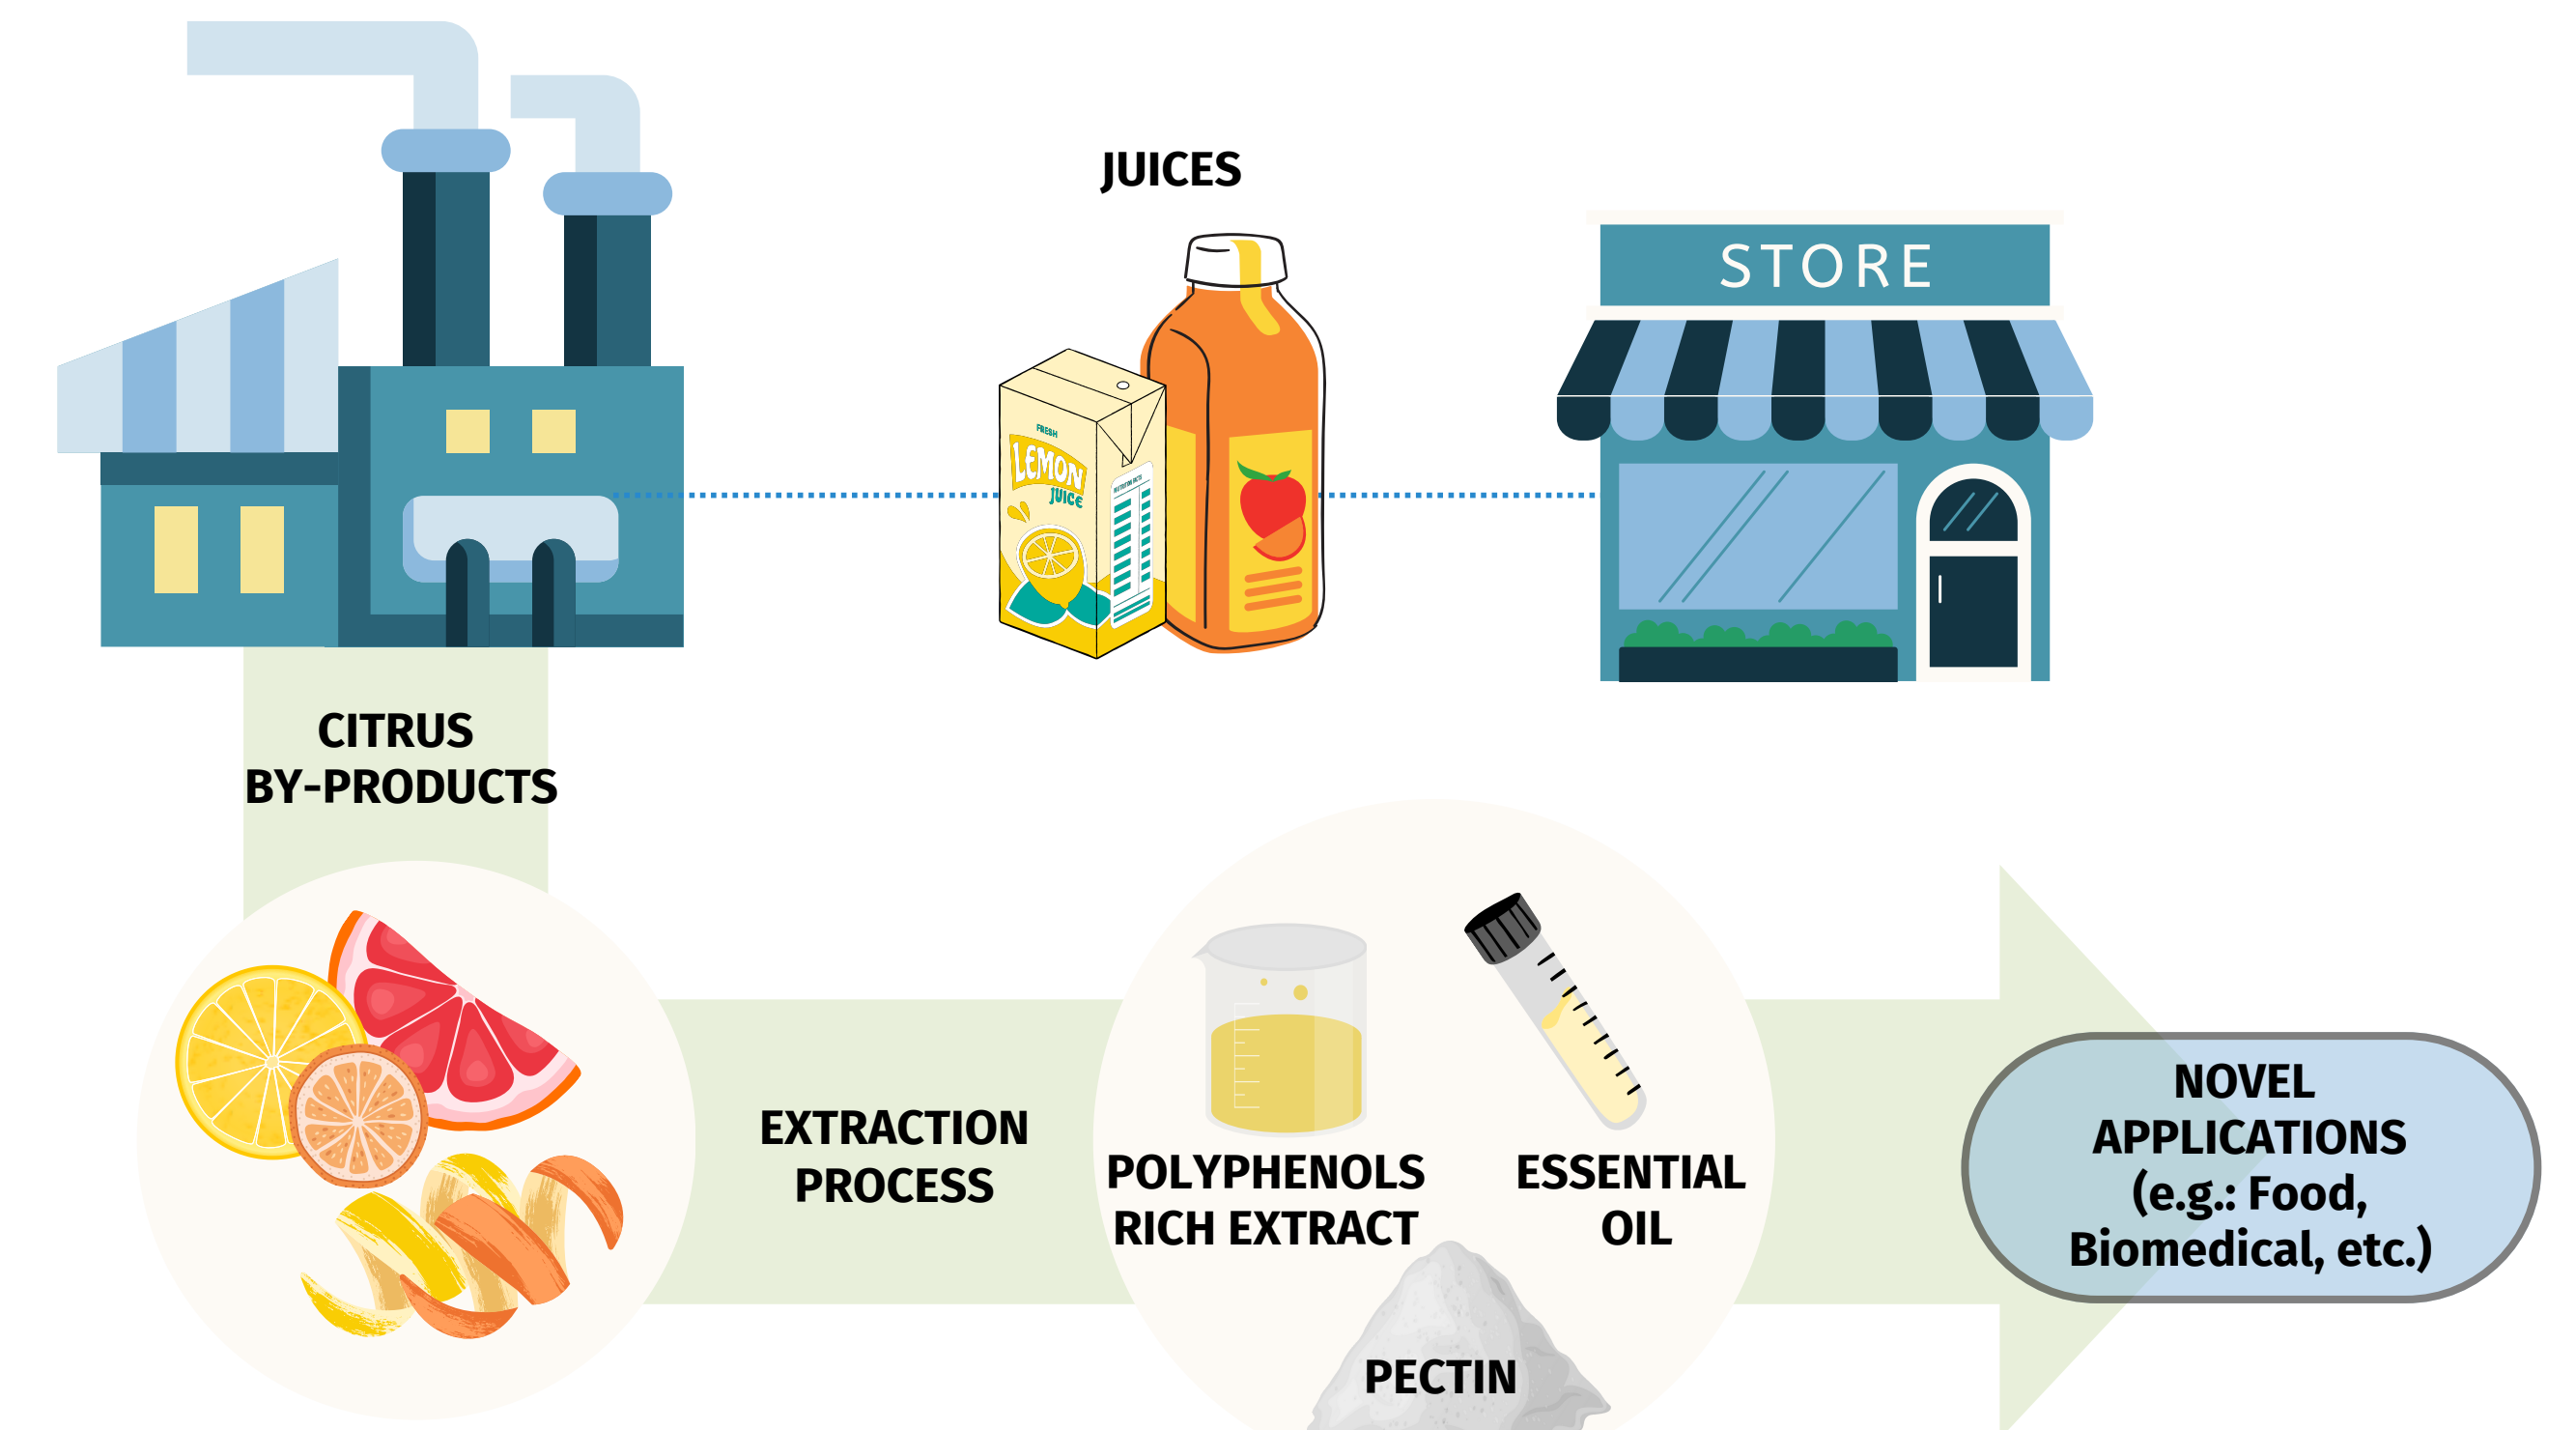 JUICES
STORE
FRESH
LEMON
JUICE
CITRUS
BY-PRODUCTS
EXTRACTION
PROCESS
POLYPHENOLS
RICH EXTRACT
ESSENTIAL
OIL
PECTIN
NOVEL
APPLICATIONS
(e.g.: Food,
Biomedical, etc.)